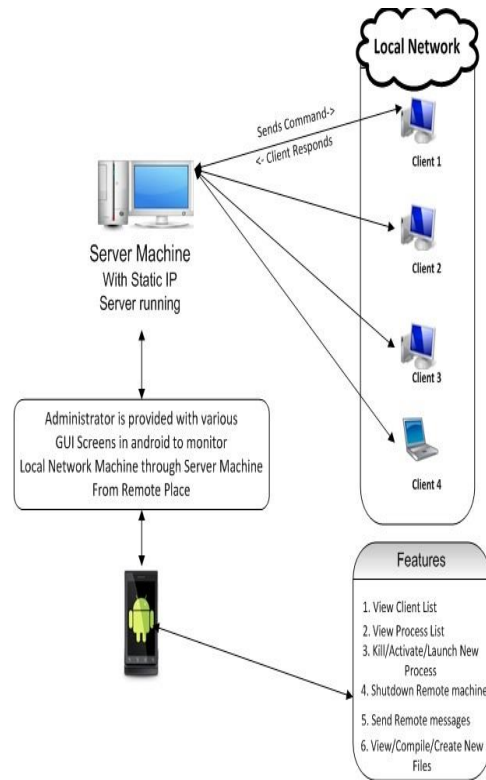 Local Network
Sends Command->
<- Client Responds
Client 1
Client 2
Client 3
Client 4
Server Machine
With Static IP
Server running
Administrator is provided with various
GUI Screens in android to monitor
Local Network Machine through Server Machine
From Remote Place
Features
1. View Client List
2. View Process List
3. Kill/Activate/Launch New
Process
4. Shutdown Remote machine
5. Send Remote messages
6. View/Compile/Create New
Files